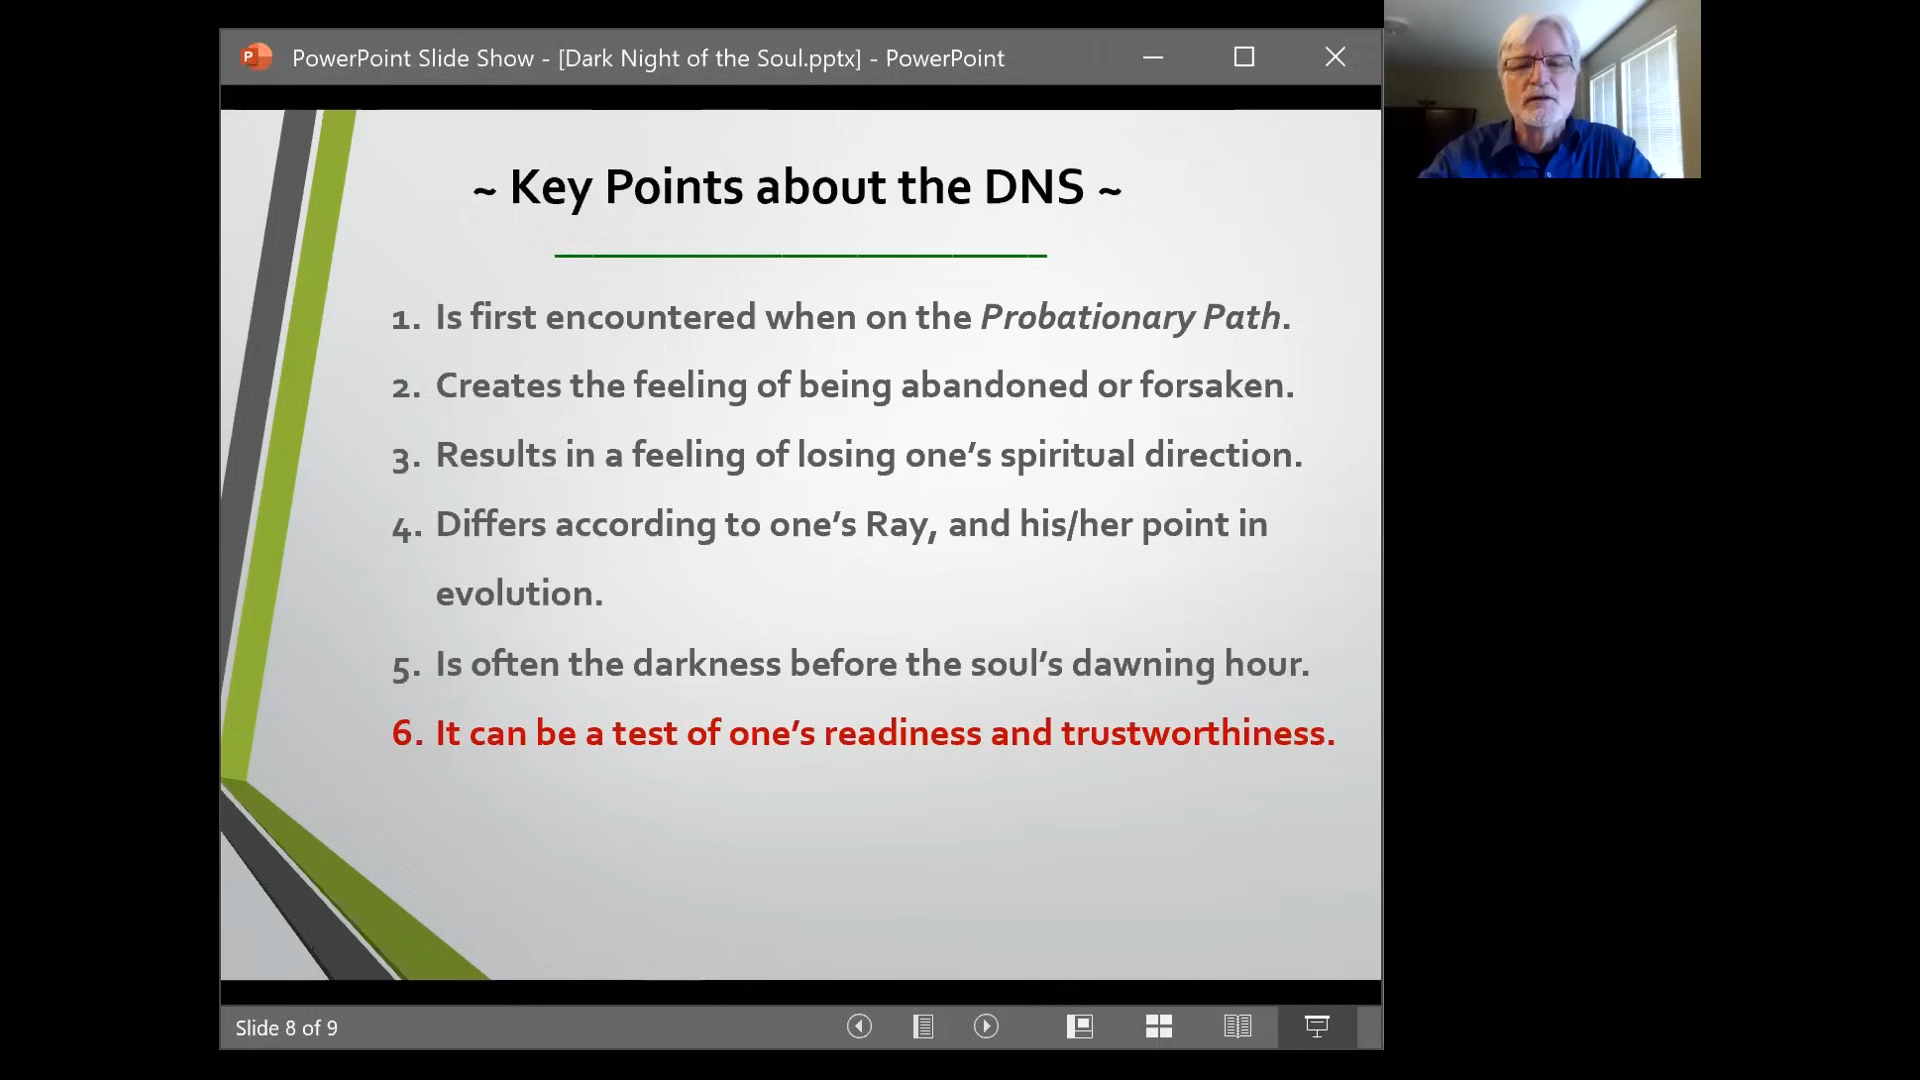 PowerPoint Slide Show - [Dark Night of the Soul.pptx] - PowerPoint
~ Key Points about the DNS ~
1. Is first encountered when on the Probationary Path.
2. Creates the feeling of being abandoned or forsaken.
3. Results in a feeling of losing one's spiritual direction.
4. Differs according to one's Ray, and his/her point in
evolution.
5. Is often the darkness before the soul's dawning hour.
6. It can be a test of one's readiness and trustworthiness.
Slide 8 of 9